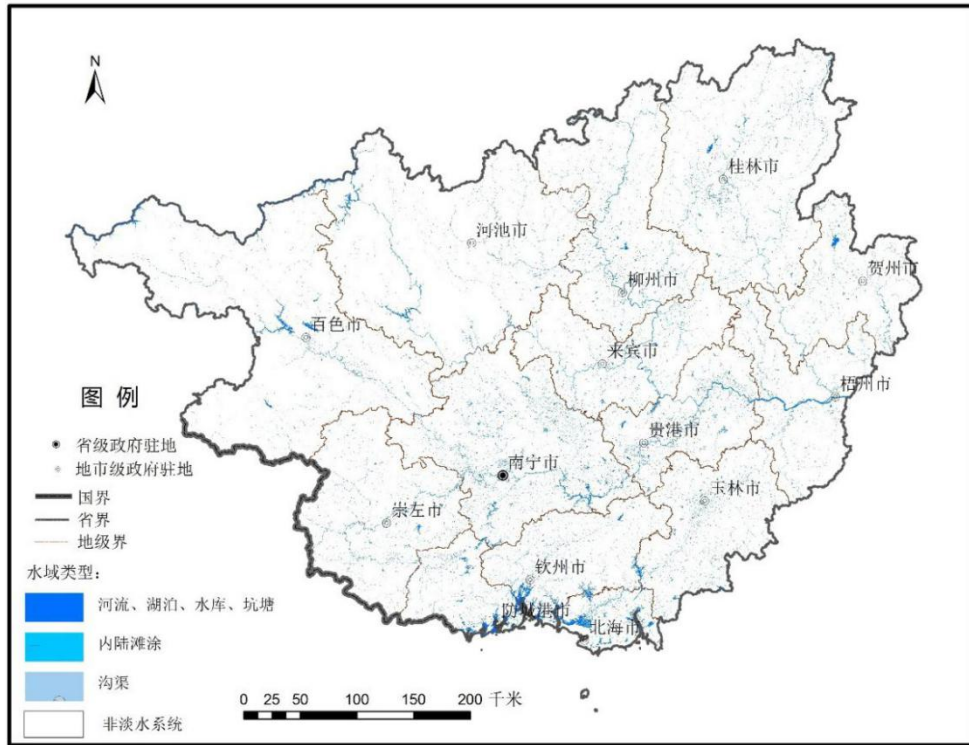 N
桂林市
河池市
贺州市
柳州市
百色市
来宾市
梧州市
贵港市
南宁市
玉林市
崇左市
钦州市
防城港市
北海市
图 例
省级政府驻地
地市级政府驻地
国界
省界
地级界
水域类型：
河流、湖泊、水库、坑塘
内陆滩涂
沟渠
非淡水系统
0 25 50 100 150 200 千米